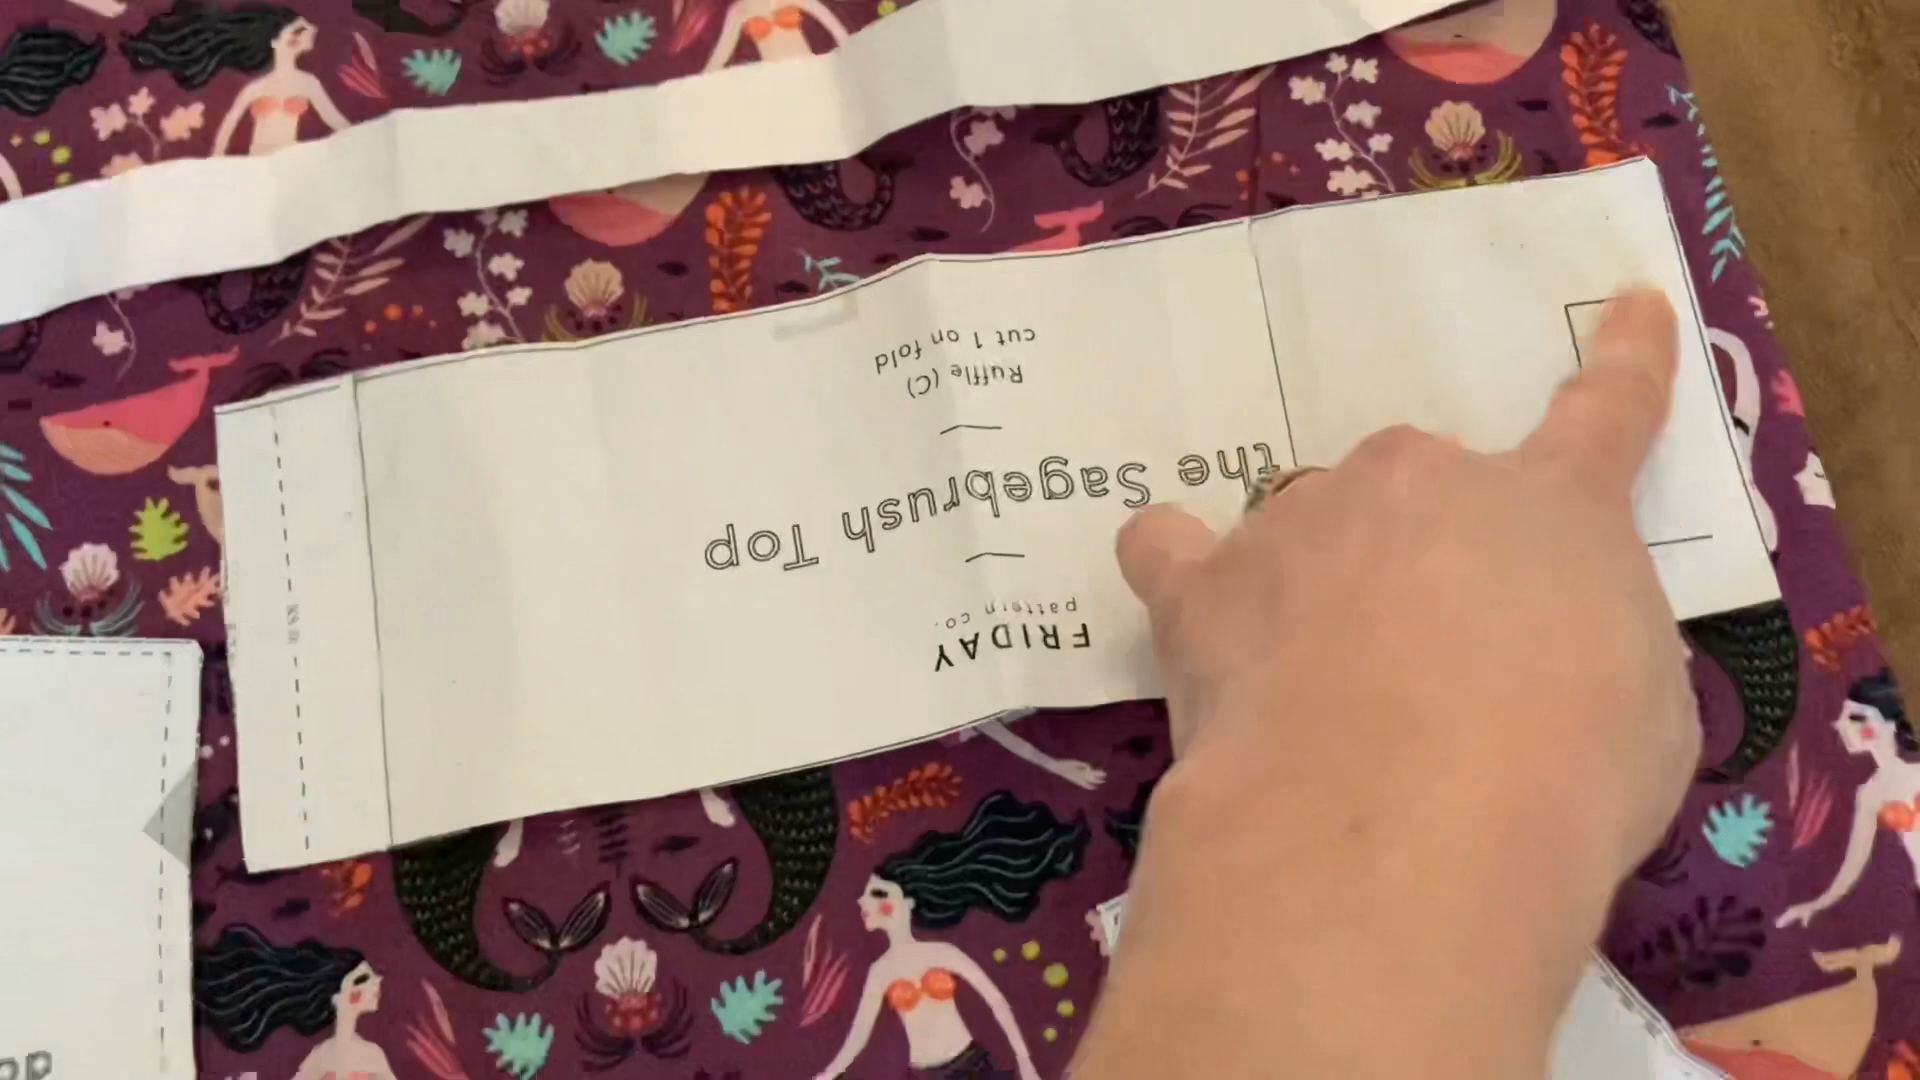 FRIDAY
pattern co.
the Sagebrush Top
Ruffle (C)
cut 1 on fold